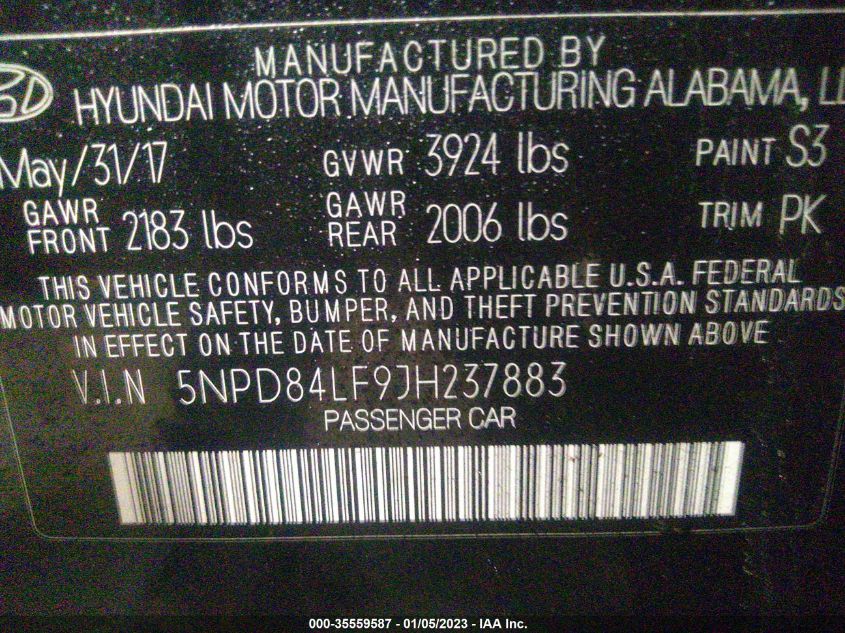 MANUFACTURED BY
HYUNDAI MOTOR MANUFACTURING ALABAMA, LL
May/31/17 GVWR 3924 lbs PAINT S3
GAWR FRONT 2183 lbs GAWR REAR 2006 lbs TRIM PK
THIS VEHICLE CONFORMS TO ALL APPLICABLE U.S.A. FEDERAL
MOTOR VEHICLE SAFETY, BUMPER, AND THEFT PREVENTION STANDARDS
IN EFFECT ON THE DATE OF MANUFACTURE SHOWN ABOVE
V.I.N 5NPD84LF9JH237883
PASSENGER CAR
000-35559587 - 01/05/2023 - IAA Inc.